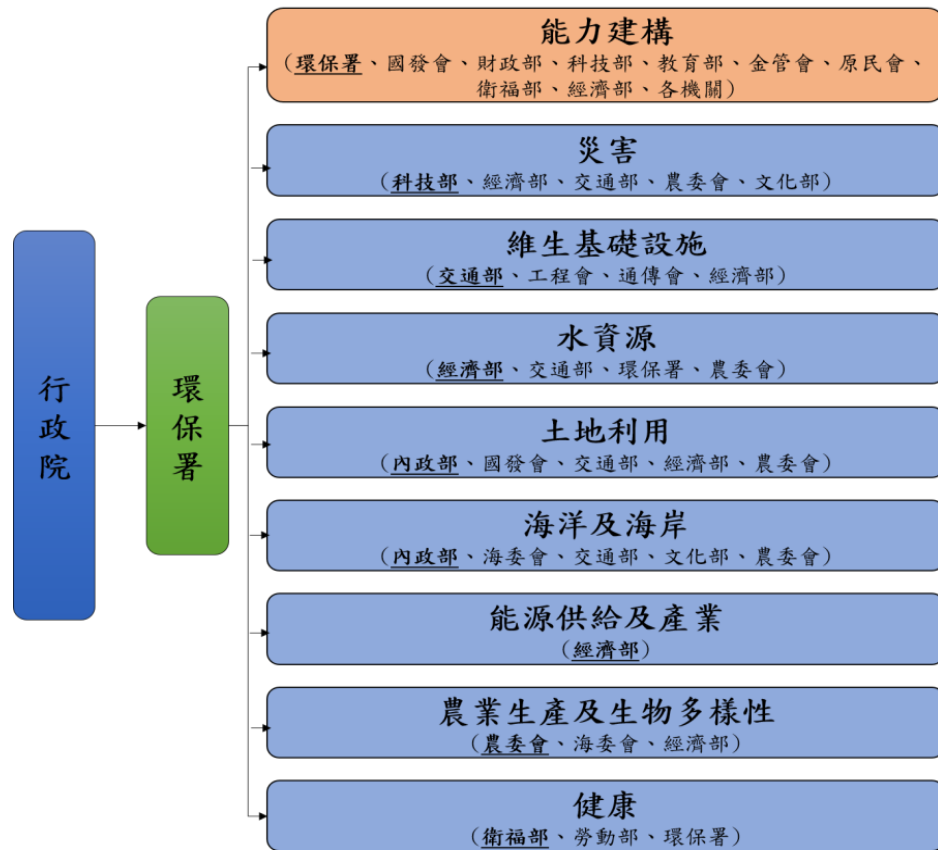 行政院
環保署
能力建構
（環保署、國發會、財政部、科技部、教育部、金管會、原民會、
衛福部、經濟部、各機關）
災害
（科技部、經濟部、交通部、農委會、文化部）
維生基礎設施
（交通部、工程會、通傳會、經濟部）
水資源
（經濟部、交通部、環保署、農委會）
土地利用
（內政部、國發會、交通部、經濟部、農委會）
海洋及海岸
（內政部、海委會、交通部、文化部、農委會）
能源供給及產業
（經濟部）
農業生產及生物多樣性
（農委會、海委會、經濟部）
健康
（衛福部、勞動部、環保署）